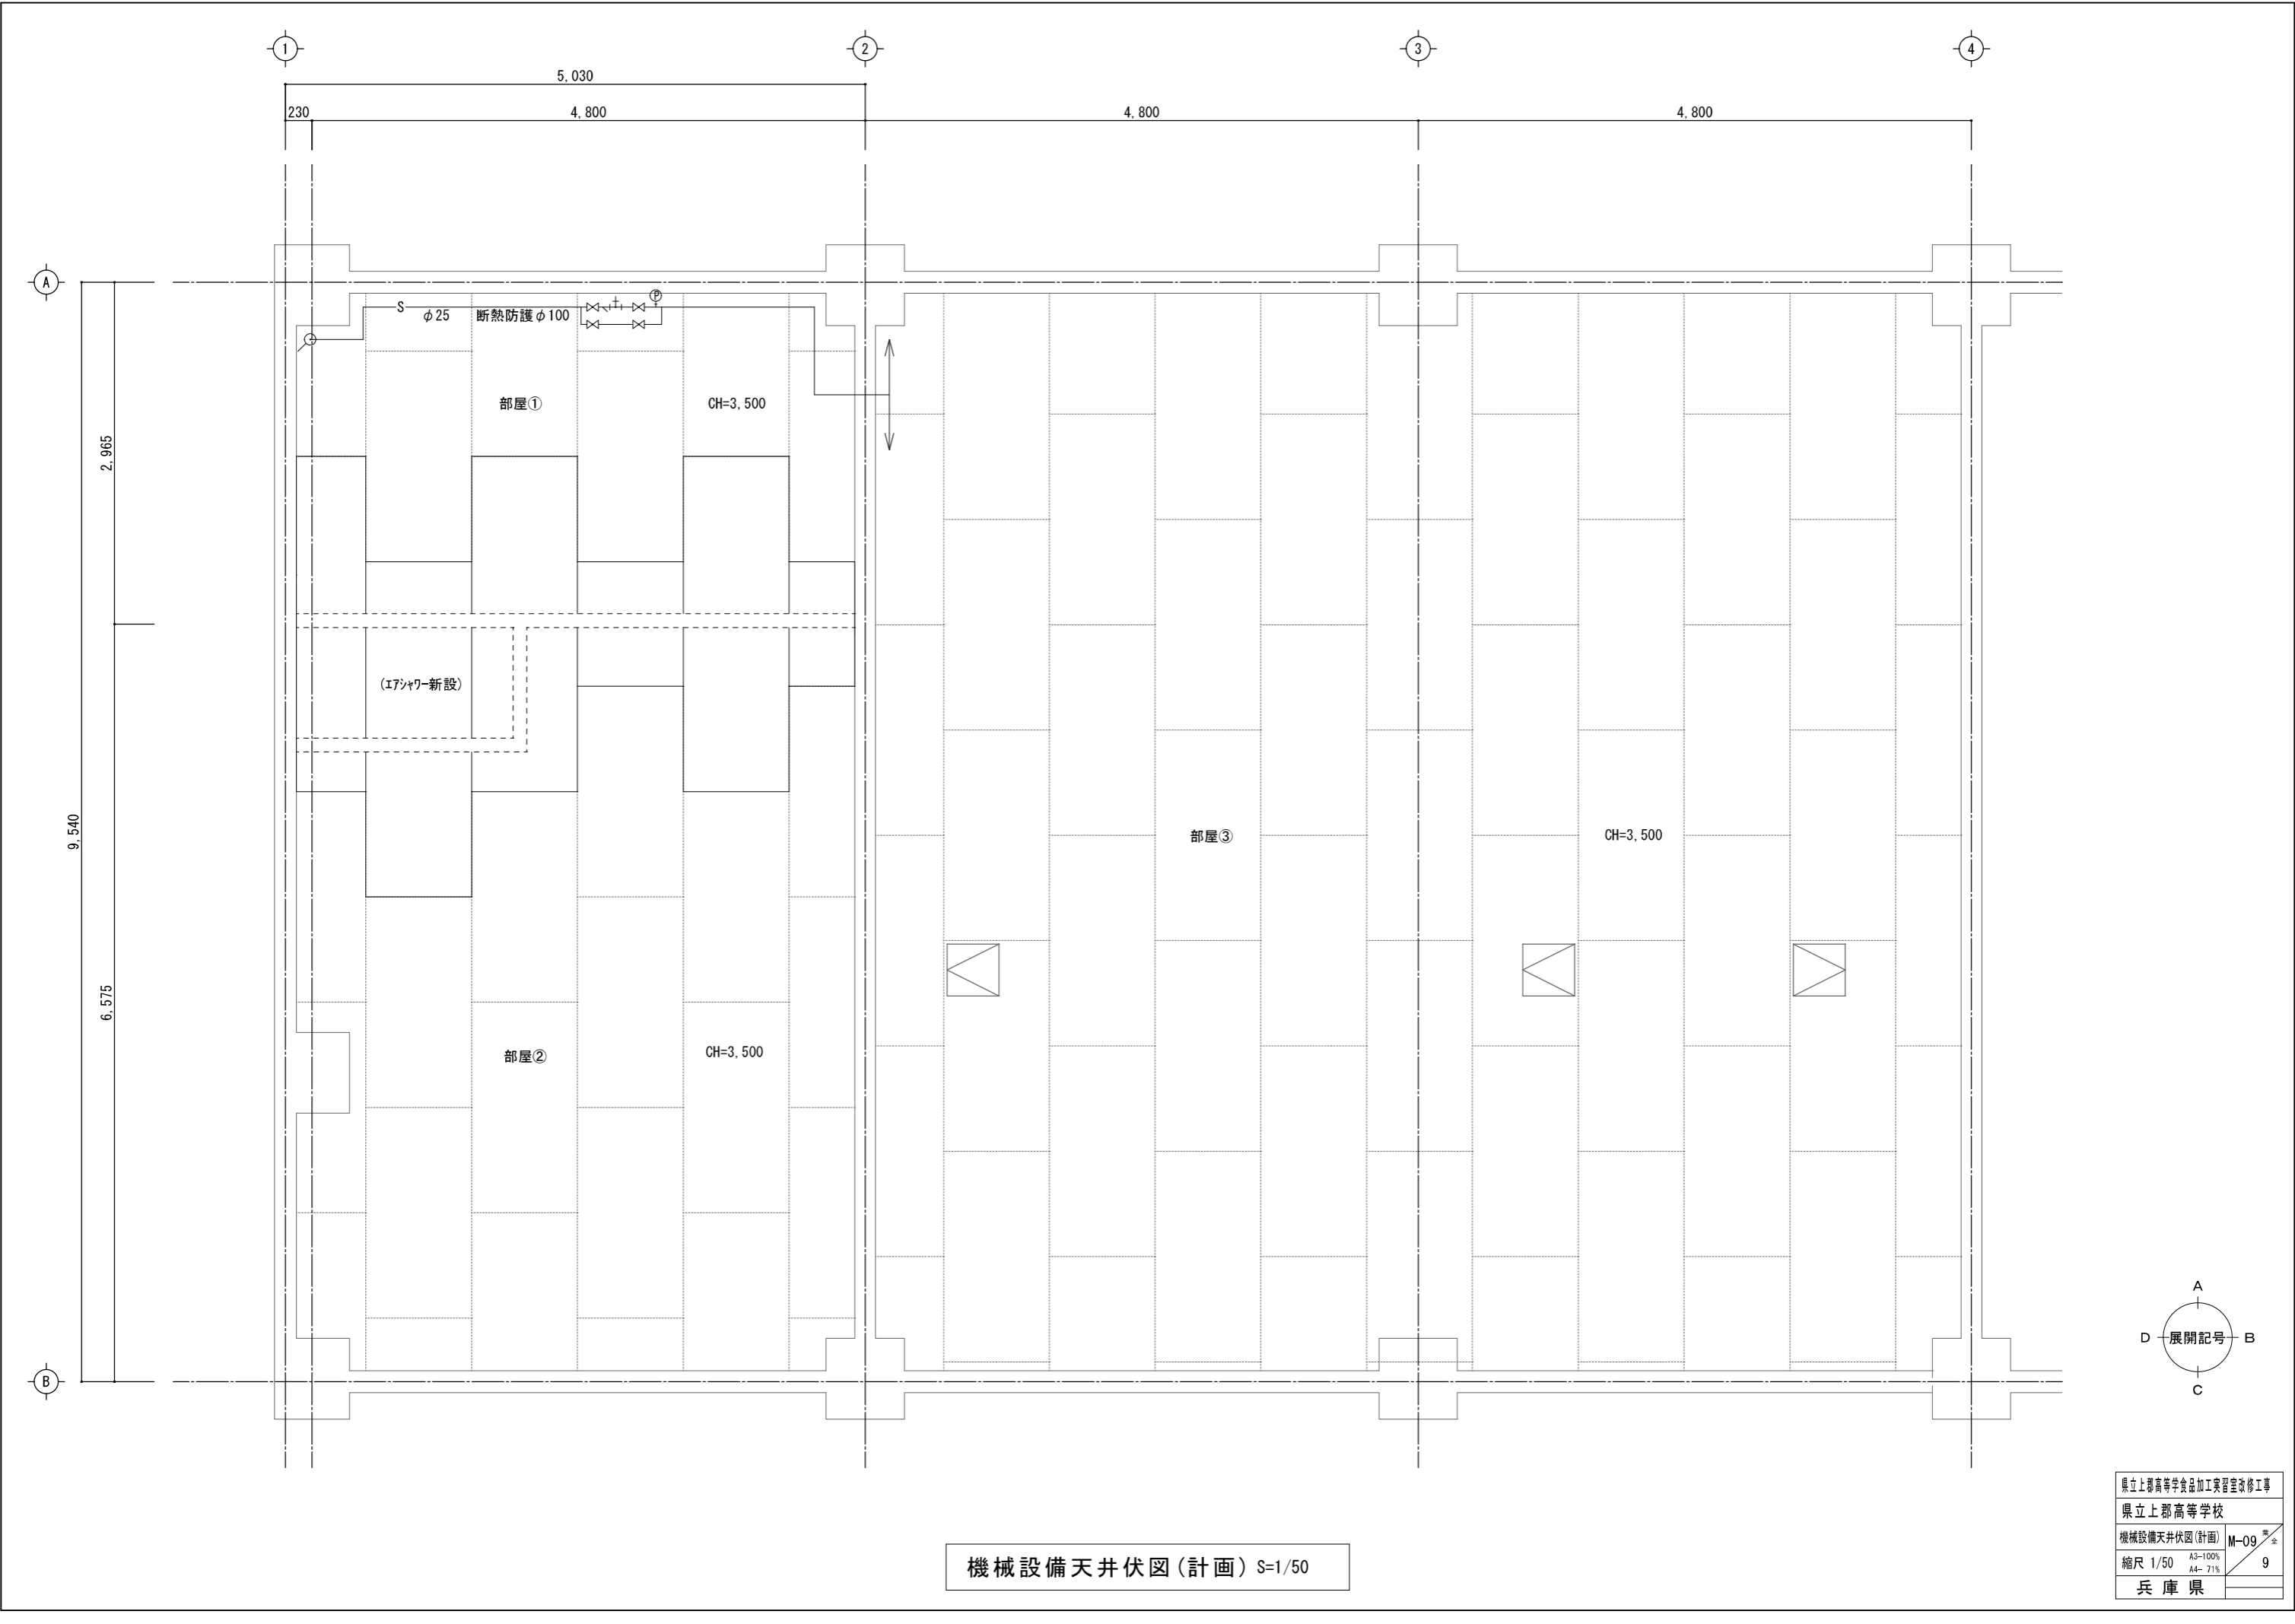 1
2
3
4
5,030
230
4,800
4,800
4,800
A
S
φ25
断熱防護φ100
P
部屋①
CH=3,500
2,965
(エアシャワー新設)
9,540
部屋③
CH=3,500
6,575
部屋②
CH=3,500
B
A
D
展開記号
B
C
県立上郡高等学食品加工実習室改修工事
県立上郡高等学校
機械設備天井伏図(計画)
M-09
葉
全
縮尺 1/50
A3-100%
A4- 71%
9
兵庫県
機械設備天井伏図(計画) S=1/50